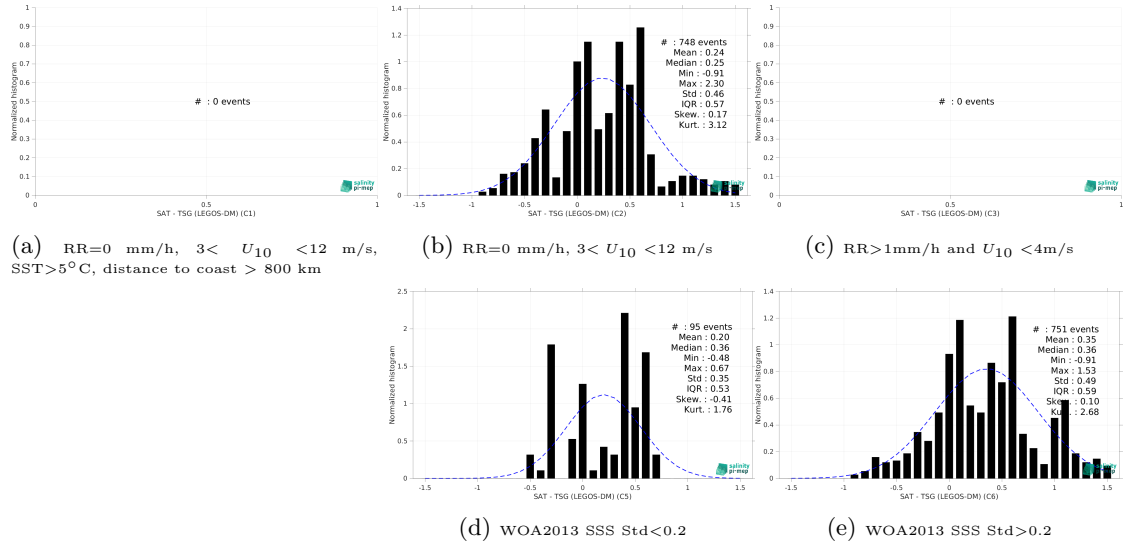 1
0.9
0.8
0.7
0.6
0.5
0.4
0.3
0.2
0.1
0
Normalized histogram
# : 0 events
salinity
pi-mep
0 0.5 1
SAT - TSG (LEGOS-DM) (C1)
(a) RR=0 mm/h, 3< U10 <12 m/s,
SST>5°C, distance to coast > 800 km
1.4
1.2
1
0.8
0.6
0.4
0.2
0
Normalized histogram
# : 748 events
Mean : 0.24
Median : 0.25
Min : -0.91
Max : 2.30
Std : 0.46
IQR : 0.57
Skew. : 0.17
Kurt. : 3.12
salinity
pi-mep
-1.5 -1 -0.5 0 0.5 1 1.5
SAT - TSG (LEGOS-DM) (C2)
(b) RR=0 mm/h, 3< U10 <12 m/s
1
0.9
0.8
0.7
0.6
0.5
0.4
0.3
0.2
0.1
0
Normalized histogram
# : 0 events
salinity
pi-mep
0 0.5 1
SAT - TSG (LEGOS-DM) (C3)
(c) RR>1mm/h and U10 <4m/s
2.5
2
1.5
1
0.5
0
Normalized histogram
# : 95 events
Mean : 0.20
Median : 0.36
Min : -0.48
Max : 0.67
Std : 0.35
IQR : 0.53
Skew. : -0.41
Kurt. : 1.76
salinity
pi-mep
-1.5 -1 -0.5 0 0.5 1 1.5
SAT - TSG (LEGOS-DM) (C5)
(d) WOA2013 SSS Std<0.2
1.4
1.2
1
0.8
0.6
0.4
0.2
0
Normalized histogram
# : 751 events
Mean : 0.35
Median : 0.36
Min : -0.91
Max : 1.53
Std : 0.49
IQR : 0.59
Skew. : 0.10
Kurt. : 2.68
salinity
pi-mep
-1.5 -1 -0.5 0 0.5 1 1.5
SAT - TSG (LEGOS-DM) (C6)
(e) WOA2013 SSS Std>0.2